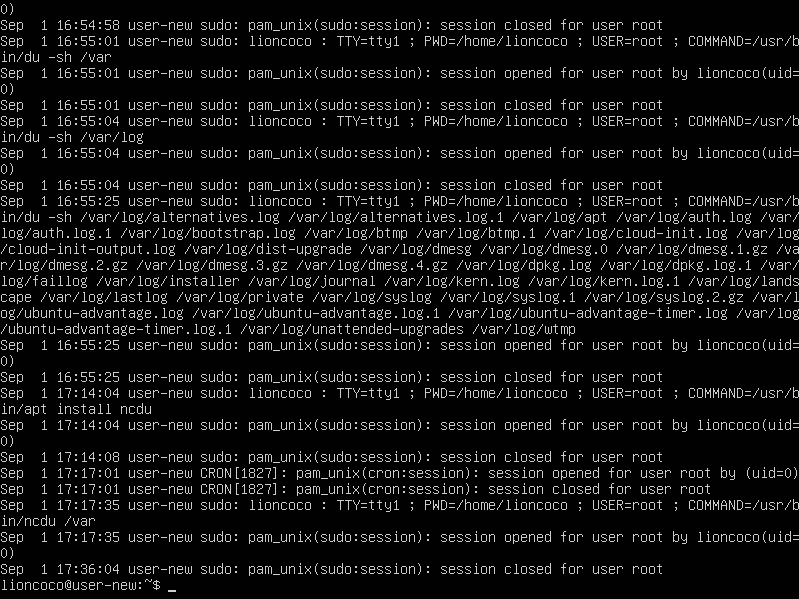 0)
Sep  1 16:54:58 user-new sudo: pam_unix(sudo:session): session closed for user root
Sep  1 16:55:01 user-new sudo: lioncoco : TTY=tty1 ; PWD=/home/lioncoco ; USER=root ; COMMAND=/usr/b
in/du -sh /var
Sep  1 16:55:01 user-new sudo: pam_unix(sudo:session): session opened for user root by lioncoco(uid=
0)
Sep  1 16:55:01 user-new sudo: pam_unix(sudo:session): session closed for user root
Sep  1 16:55:04 user-new sudo: lioncoco : TTY=tty1 ; PWD=/home/lioncoco ; USER=root ; COMMAND=/usr/b
in/du -sh /var/log
Sep  1 16:55:04 user-new sudo: pam_unix(sudo:session): session opened for user root by lioncoco(uid=
0)
Sep  1 16:55:04 user-new sudo: pam_unix(sudo:session): session closed for user root
Sep  1 16:55:25 user-new sudo: lioncoco : TTY=tty1 ; PWD=/home/lioncoco ; USER=root ; COMMAND=/usr/b
in/du -sh /var/log/alternatives.log /var/log/alternatives.log.1 /var/log/apt /var/log/auth.log /var/
log/auth.log.1 /var/log/bootstrap.log /var/log/btmp /var/log/btmp.1 /var/log/cloud-init.log /var/log
/cloud-init-output.log /var/log/dist-upgrade /var/log/dmesg /var/log/dmesg.0 /var/log/dmesg.1.gz /va
r/log/dmesg.2.gz /var/log/dmesg.3.gz /var/log/dmesg.4.gz /var/log/dpkg.log /var/log/dpkg.log.1 /var/
log/faillog /var/log/installer /var/log/journal /var/log/kern.log /var/log/kern.log.1 /var/log/lands
cape /var/log/lastlog /var/log/private /var/log/syslog /var/log/syslog.1 /var/log/syslog.2.gz /var/l
og/ubuntu-advantage.log /var/log/ubuntu-advantage.log.1 /var/log/ubuntu-advantage-timer.log /var/log
/ubuntu-advantage-timer.log.1 /var/log/unattended-upgrades /var/log/wtmp
Sep  1 16:55:25 user-new sudo: pam_unix(sudo:session): session opened for user root by lioncoco(uid=
0)
Sep  1 16:55:25 user-new sudo: pam_unix(sudo:session): session closed for user root
Sep  1 17:14:04 user-new sudo: lioncoco : TTY=tty1 ; PWD=/home/lioncoco ; USER=root ; COMMAND=/usr/b
in/apt install ncdu
Sep  1 17:14:04 user-new sudo: pam_unix(sudo:session): session opened for user root by lioncoco(uid=
0)
Sep  1 17:14:08 user-new sudo: pam_unix(sudo:session): session closed for user root
Sep  1 17:17:01 user-new CRON[1827]: pam_unix(cron:session): session opened for user root by (uid=0)
Sep  1 17:17:01 user-new CRON[1827]: pam_unix(cron:session): session closed for user root
Sep  1 17:17:35 user-new sudo: lioncoco : TTY=tty1 ; PWD=/home/lioncoco ; USER=root ; COMMAND=/usr/b
in/ncdu /var
Sep  1 17:17:35 user-new sudo: pam_unix(sudo:session): session opened for user root by lioncoco(uid=
0)
Sep  1 17:36:04 user-new sudo: pam_unix(sudo:session): session closed for user root
lioncoco@user-new:~$ _